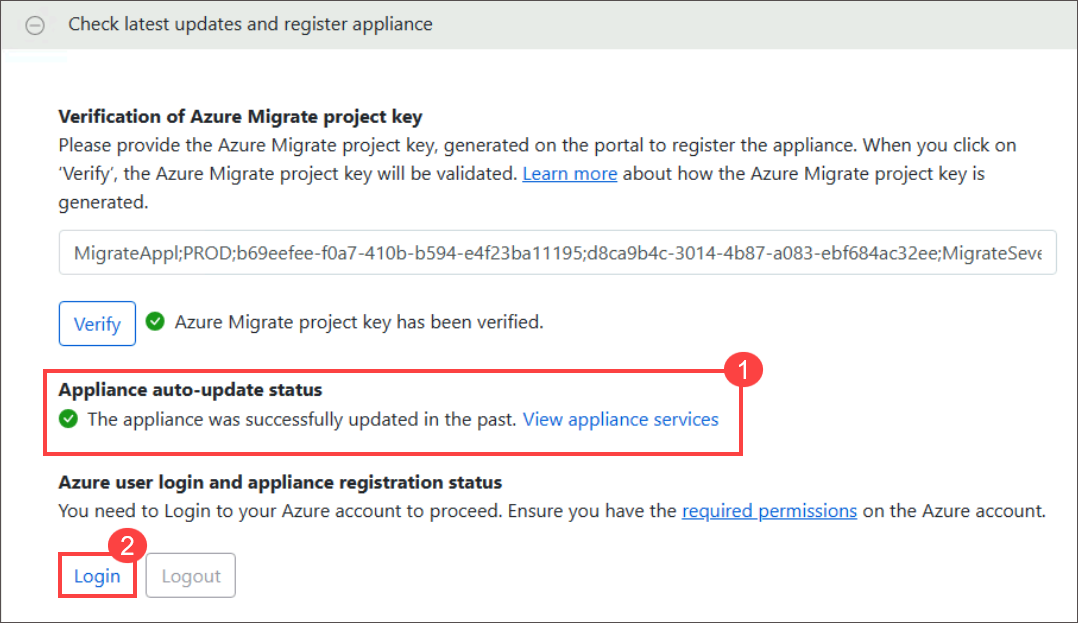 Check latest updates and register appliance
Verification of Azure Migrate project key
Please provide the Azure Migrate project key, generated on the portal to register the appliance. When you click on
‘Verify’, the Azure Migrate project key will be validated. Learn more about how the Azure Migrate project key is
generated.
MigrateAppl;PROD;b69eefee-f0a7-410b-b594-e4f23ba11195;d8ca9b4c-3014-4b87-a083-ebf684ac32ee;MigrateSeve
Verify Azure Migrate project key has been verified.
1
Appliance auto-update status
The appliance was successfully updated in the past. View appliance services
Azure user login and appliance registration status
You need to Login to your Azure account to proceed. Ensure you have the required permissions on the Azure account.
2
Login Logout